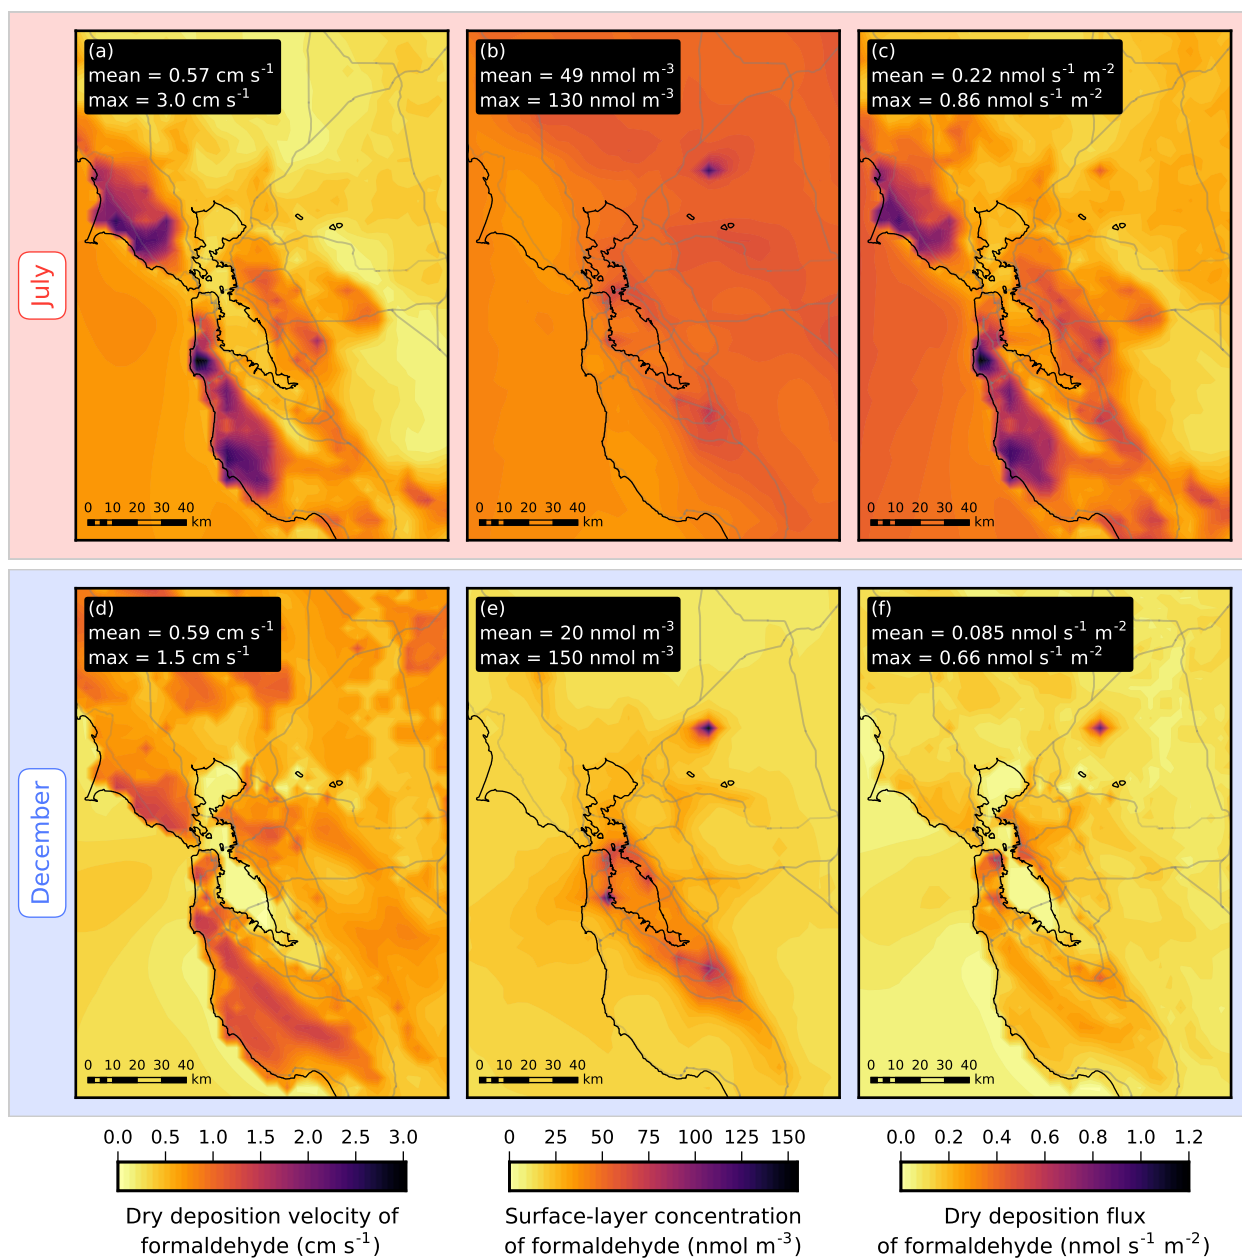 July
(a)
mean = 0.57 cm s⁻¹
max = 3.0 cm s⁻¹
0 10 20 30 40
km
(b)
mean = 49 nmol m⁻³
max = 130 nmol m⁻³
0 10 20 30 40
km
(c)
mean = 0.22 nmol s⁻¹ m⁻²
max = 0.86 nmol s⁻¹ m⁻²
0 10 20 30 40
km
December
(d)
mean = 0.59 cm s⁻¹
max = 1.5 cm s⁻¹
0 10 20 30 40
km
(e)
mean = 20 nmol m⁻³
max = 150 nmol m⁻³
0 10 20 30 40
km
(f)
mean = 0.085 nmol s⁻¹ m⁻²
max = 0.66 nmol s⁻¹ m⁻²
0 10 20 30 40
km
0.0 0.5 1.0 1.5 2.0 2.5 3.0
Dry deposition velocity of
formaldehyde (cm s⁻¹)
0 25 50 75 100 125 150
Surface-layer concentration
of formaldehyde (nmol m⁻³)
0.0 0.2 0.4 0.6 0.8 1.0 1.2
Dry deposition flux
of formaldehyde (nmol s⁻¹ m⁻²)